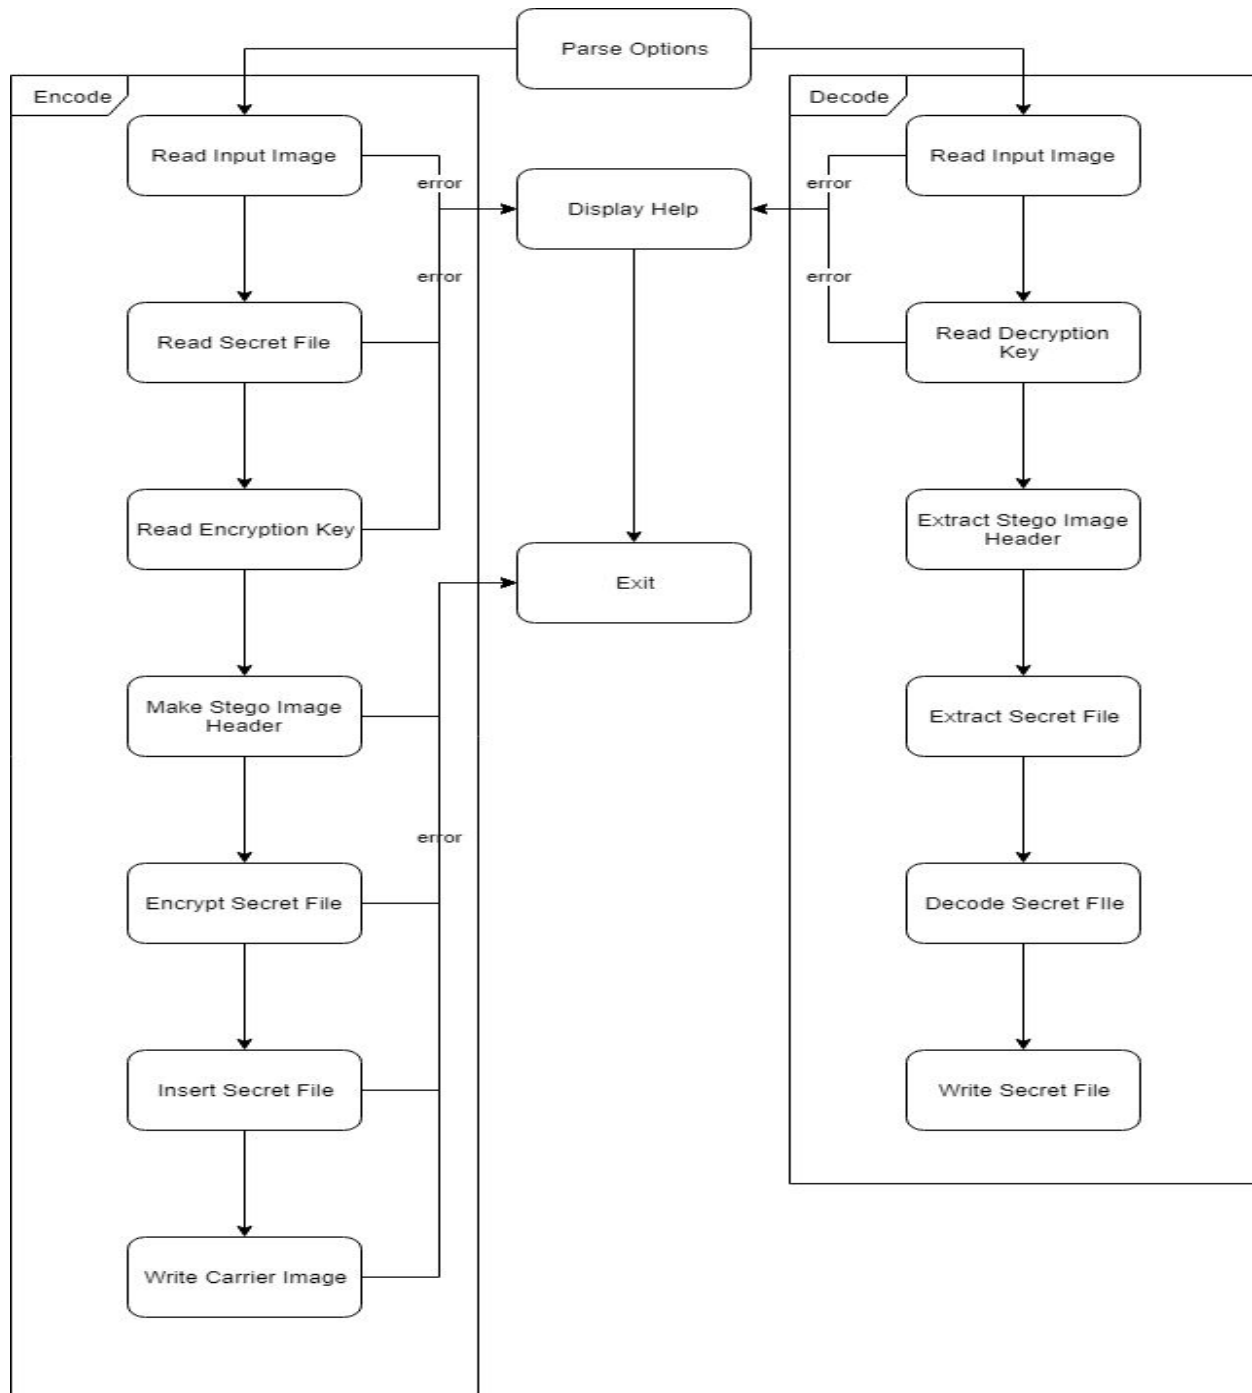 Parse Options
Encode
Decode
Read Input Image
Read Input Image
error
error
Display Help
error
error
Read Secret File
Read Decryption
Key
Read Encryption Key
Extract Stego Image
Header
Exit
Make Stego Image
Header
Extract Secret File
error
Encrypt Secret File
Decode Secret FIle
Insert Secret File
Write Secret File
Write Carrier Image